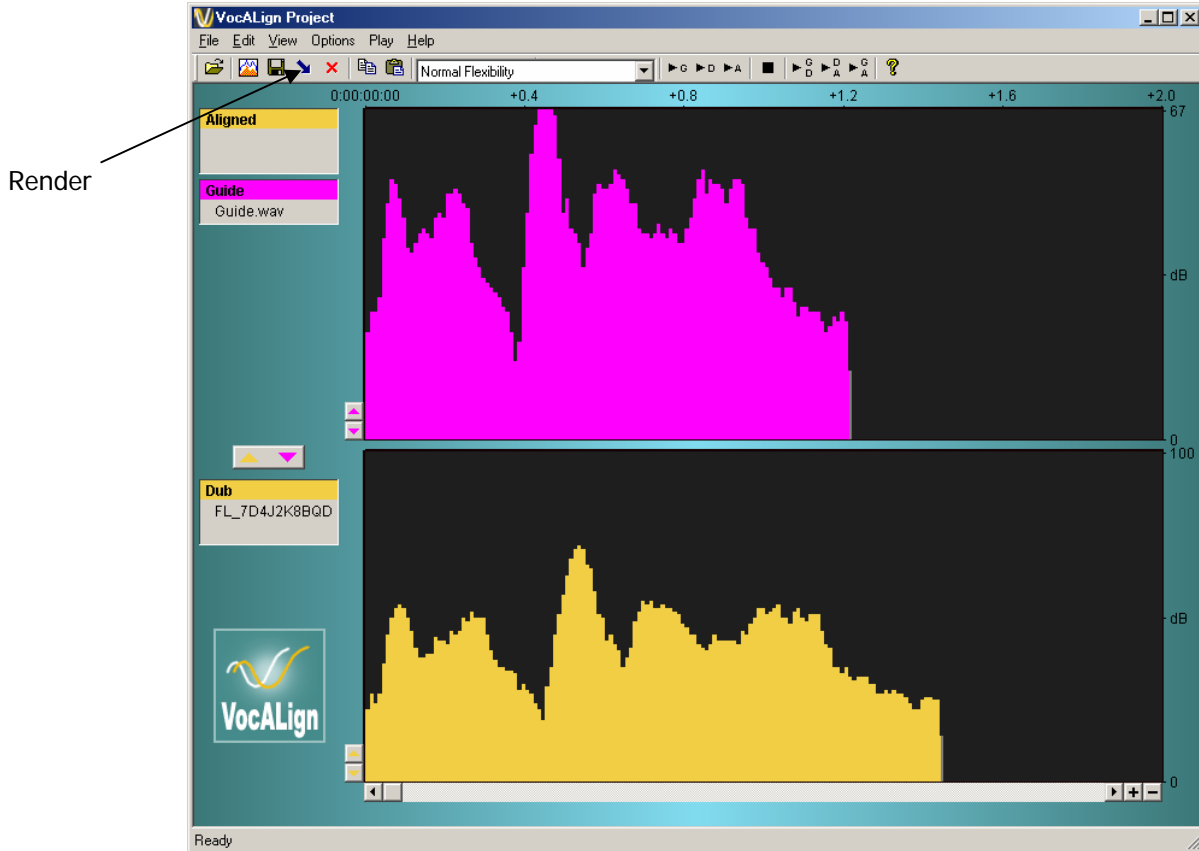 VocALign Project
File Edit View Options Play Help
Normal Flexibility G D A G D D A G A
0:00:00:00 +0.4 +0.8 +1.2 +1.6 +2.0
Aligned
67
Render
Guide
Guide.wav
dB
0
100
Dub
FL_7D4J2K8BQD
dB
VocALign
0
Ready